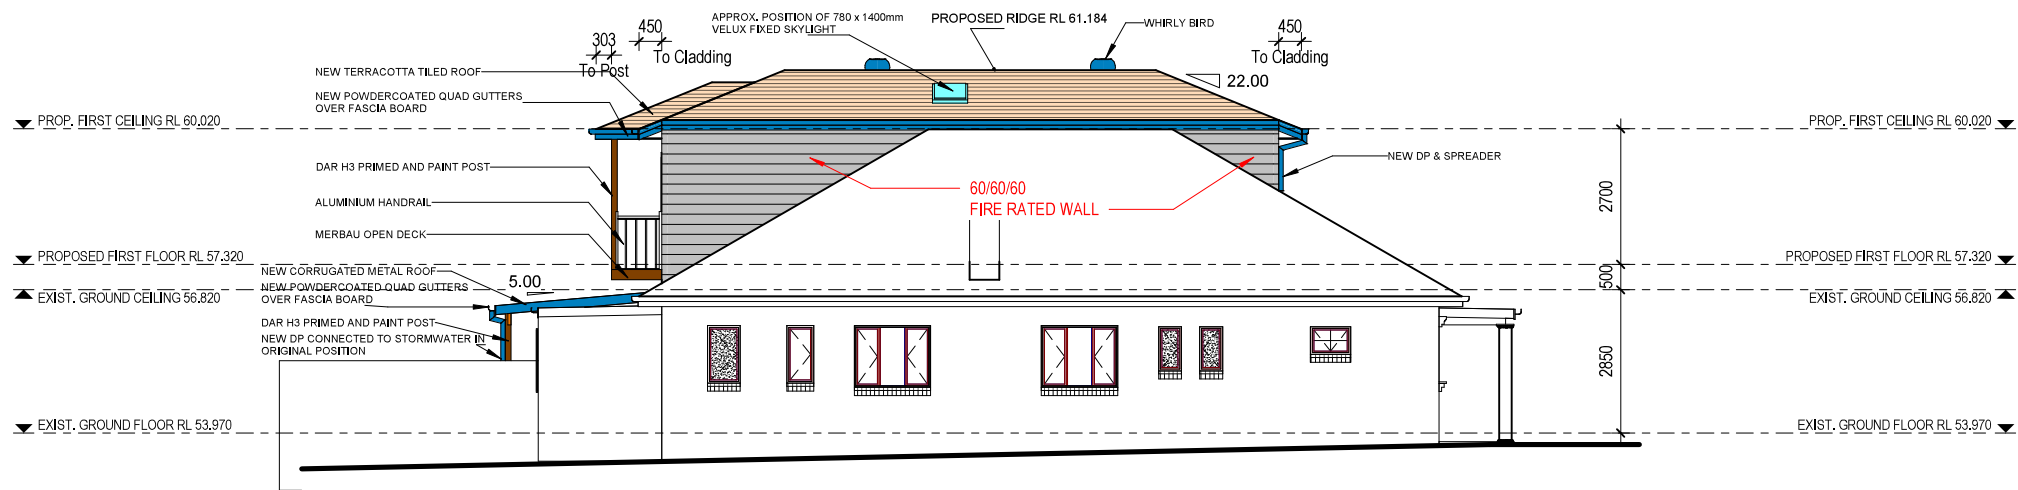 APPROX. POSITION OF 780 x 1400mm
VELUX FIXED SKYLIGHT
PROPOSED RIDGE RL 61.184
WHIRLY BIRD
450
To Cladding
303
To Post
450
To Cladding
NEW TERRACOTTA TILED ROOF
22.00
NEW POWDERCOATED QUAD GUTTERS
OVER FASCIA BOARD
PROP. FIRST CEILING RL 60.020
PROP. FIRST CEILING RL 60.020
NEW DP & SPREADER
DAR H3 PRIMED AND PAINT POST
60/60/60
FIRE RATED WALL
2700
ALUMINIUM HANDRAIL
MERBAU OPEN DECK
PROPOSED FIRST FLOOR RL 57.320
PROPOSED FIRST FLOOR RL 57.320
NEW CORRUGATED METAL ROOF
5.00
500
NEW POWDERCOATED QUAD GUTTERS
OVER FASCIA BOARD
EXIST. GROUND CEILING 56.820
EXIST. GROUND CEILING 56.820
DAR H3 PRIMED AND PAINT POST
NEW DP CONNECTED TO STORMWATER IN
ORIGINAL POSITION
2850
EXIST. GROUND FLOOR RL 53.970
EXIST. GROUND FLOOR RL 53.970